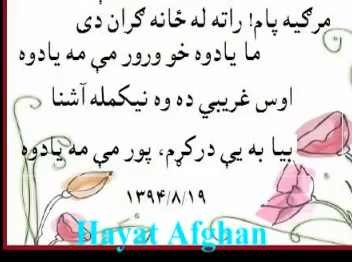 مرګیه پام! راته له ځانه ګران دی
ما یادوه خو ورور مې مه یادوه
اوس غریبي ده وه نیکمله آشنا
بیا به یې درکړم، پور مې مه یادوه
۱۳۹۴/۸/۱۹
Hayat Afghan